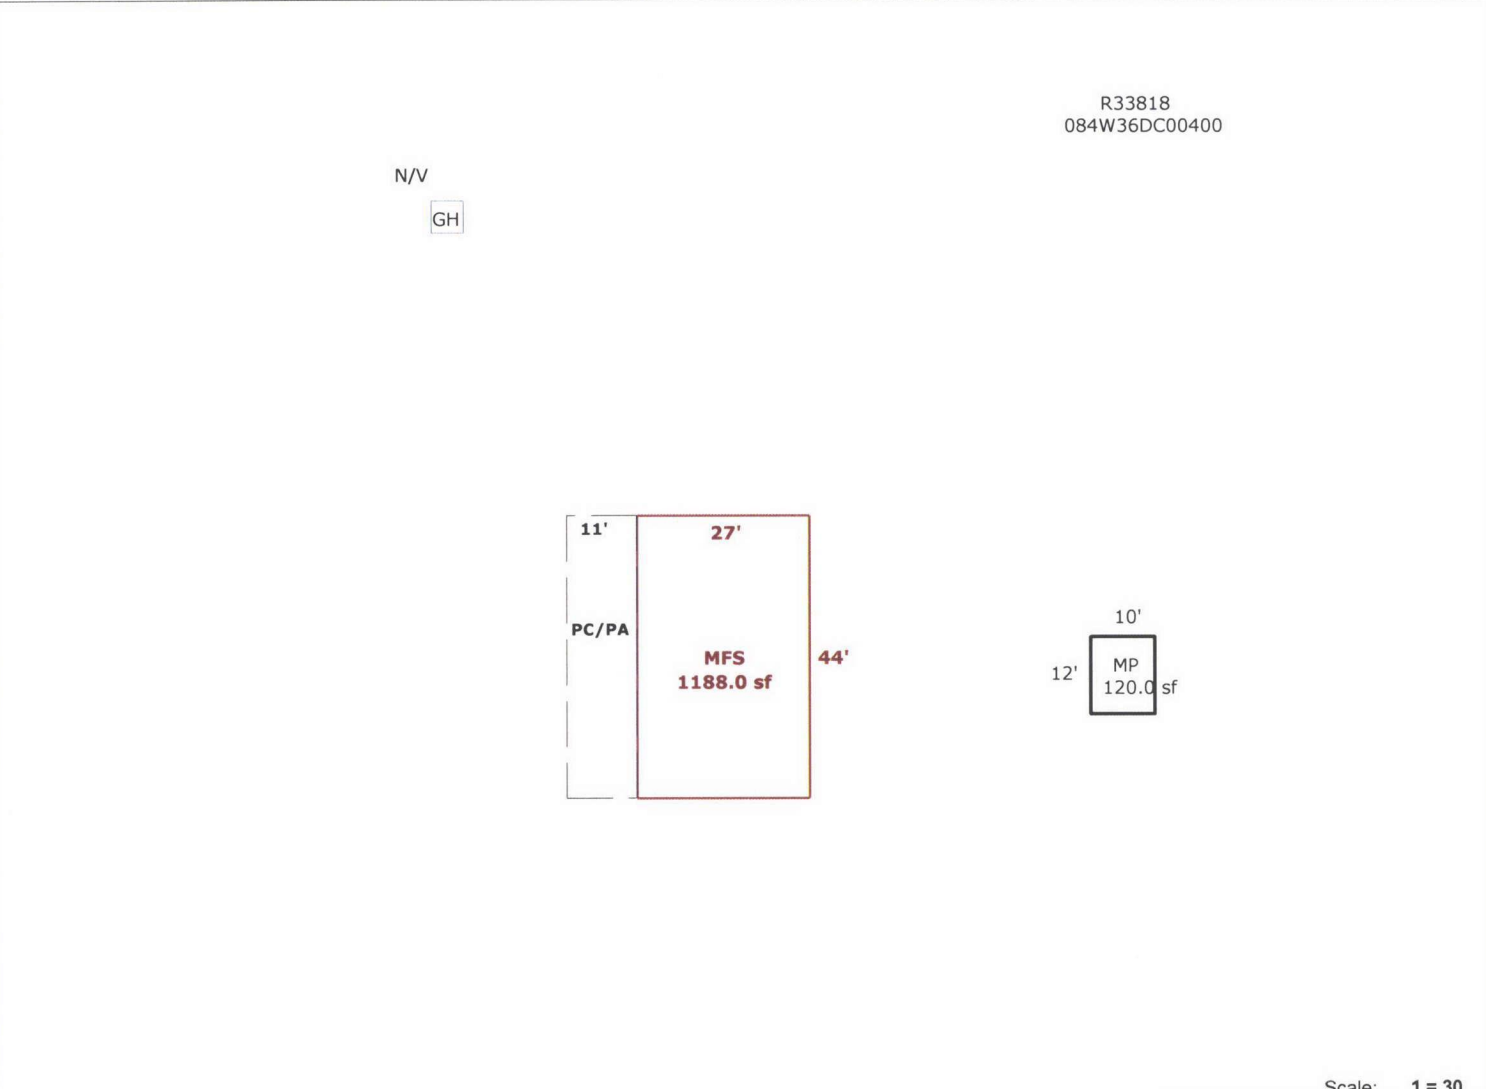 R33818
084W36DC00400
N/V
GH
11'
27'
PC/PA
MFS
1188.0 sf
44'
10'
12'
MP
120.0 sf
Scale: 1 = 30